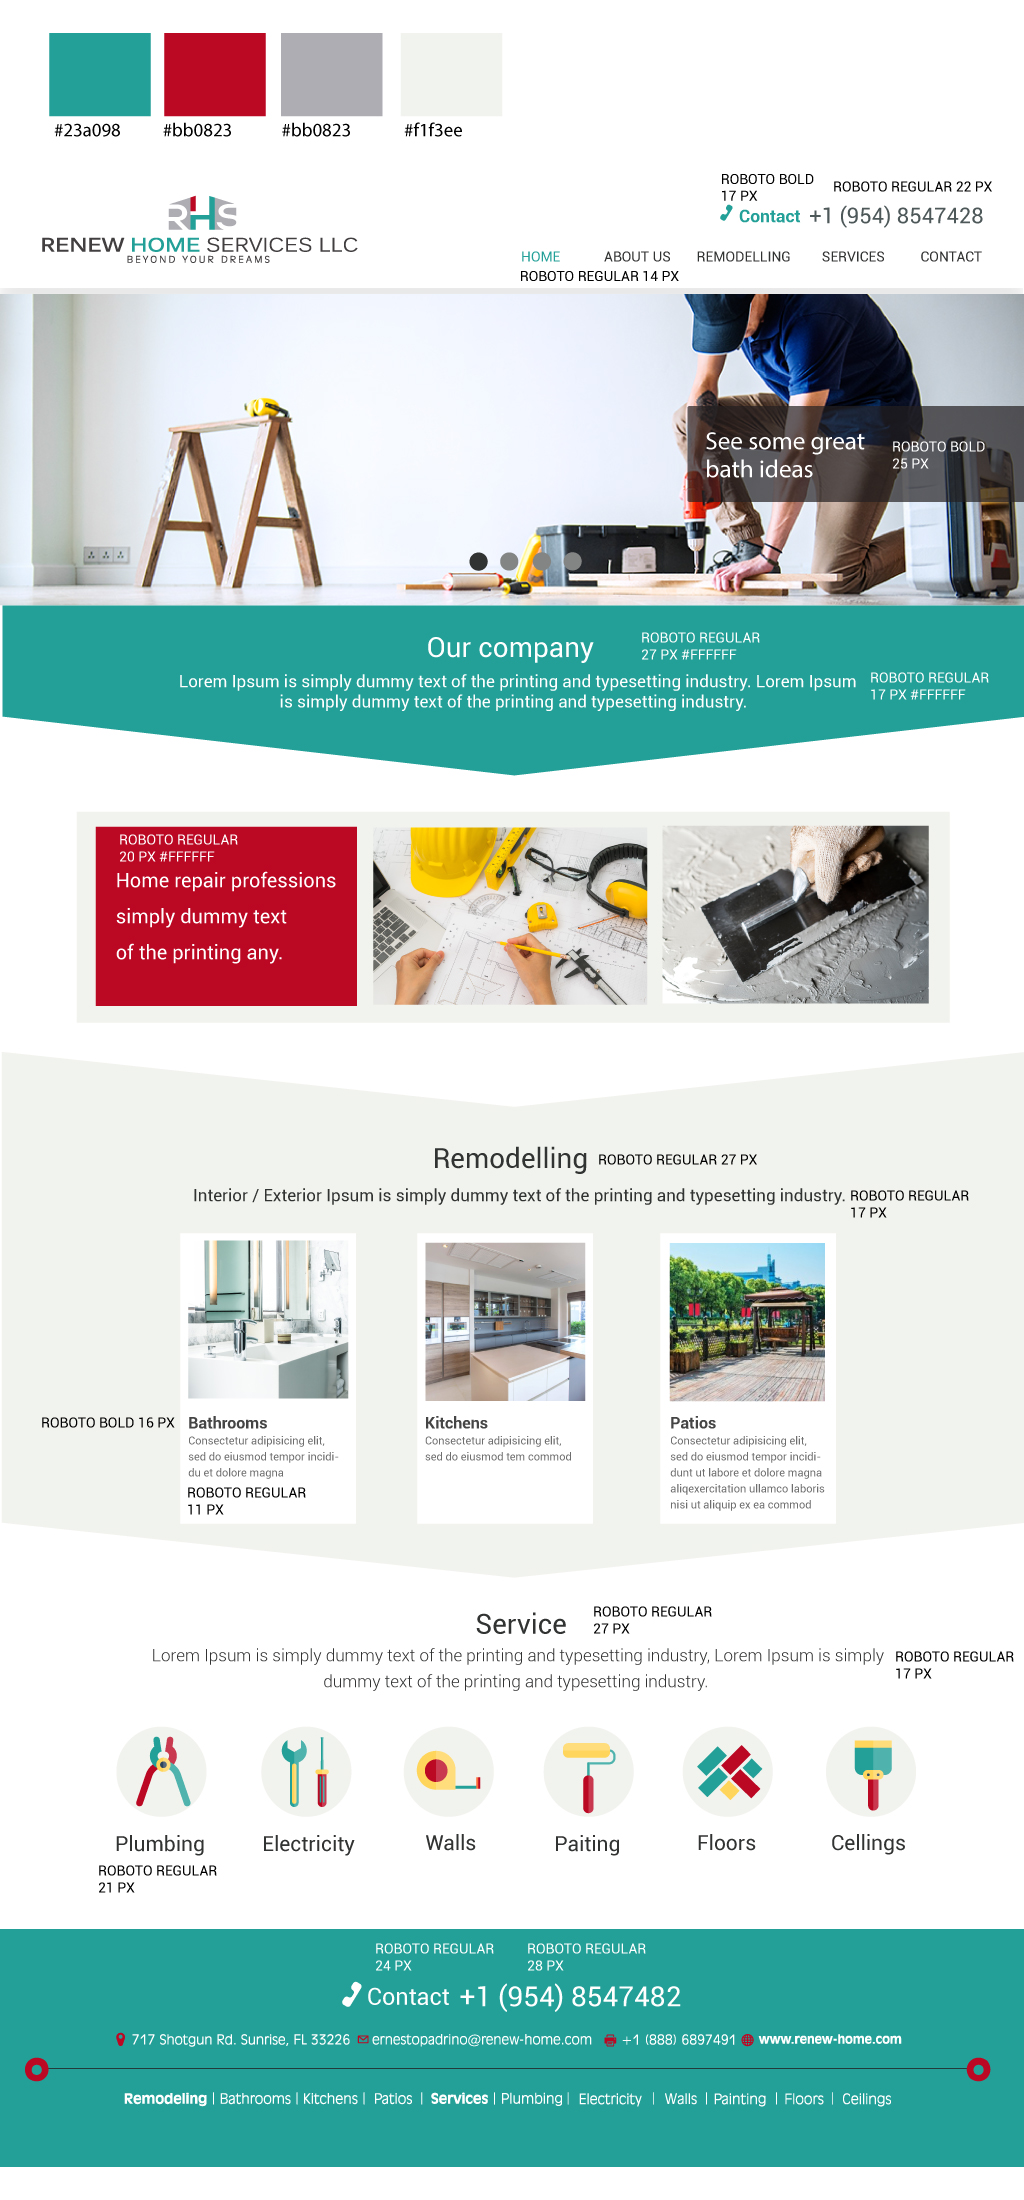 #23a098
#bb0823
#bb0823
#f1f3ee
ROBOTO BOLD
17 PX
ROBOTO REGULAR 22 PX
Contact +1 (954) 8547428
RHS
RENEW HOME SERVICES LLC
BEYOND YOUR DREAMS
HOME ABOUT US REMODELLING SERVICES CONTACT
ROBOTO REGULAR 14 PX
See some great
bath ideas
ROBOTO BOLD
25 PX
Our company
ROBOTO REGULAR
27 PX #FFFFFF
Lorem Ipsum is simply dummy text of the printing and typesetting industry. Lorem Ipsum
is simply dummy text of the printing and typesetting industry.
ROBOTO REGULAR
17 PX #FFFFFF
ROBOTO REGULAR
20 PX #FFFFFF
Home repair professions
simply dummy text
of the printing any.
Remodelling
ROBOTO REGULAR 27 PX
Interior / Exterior Ipsum is simply dummy text of the printing and typesetting industry.
ROBOTO REGULAR
17 PX
ROBOTO BOLD 16 PX
Bathrooms
Consectetur adipisicing elit,
sed do eiusmod tempor incidi-
du et dolore magna
ROBOTO REGULAR
11 PX
Kitchens
Consectetur adipisicing elit,
sed do eiusmod tem commod
Patios
Consectetur adipisicing elit,
sed do eiusmod tempor incidi-
dunt ut labore et dolore magna
aliqexercitation ullamco laboris
nisi ut aliquip ex ea commod
Service
ROBOTO REGULAR
27 PX
Lorem Ipsum is simply dummy text of the printing and typesetting industry, Lorem Ipsum is simply
dummy text of the printing and typesetting industry.
ROBOTO REGULAR
17 PX
Plumbing
Electricity
Walls
Paiting
Floors
Cellings
ROBOTO REGULAR
21 PX
ROBOTO REGULAR
24 PX
ROBOTO REGULAR
28 PX
Contact +1 (954) 8547482
717 Shotgun Rd. Sunrise, FL 33226 ernestopadrino@renew-home.com +1 (888) 6897491 www.renew-home.com
Remodeling | Bathrooms | Kitchens | Patios | Services | Plumbing | Electricity | Walls | Painting | Floors | Ceilings